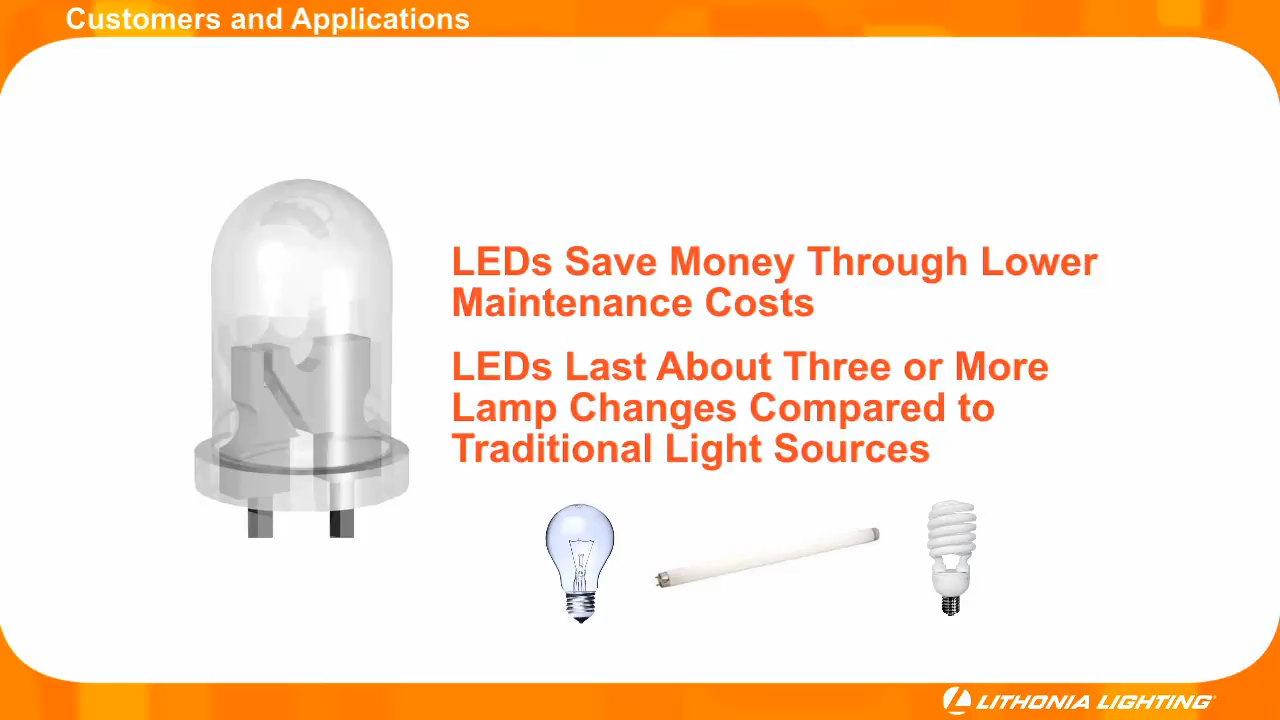 Customers and Applications
LEDs Save Money Through Lower
Maintenance Costs
LEDs Last About Three or More
Lamp Changes Compared to
Traditional Light Sources
LITHONIA LIGHTING®